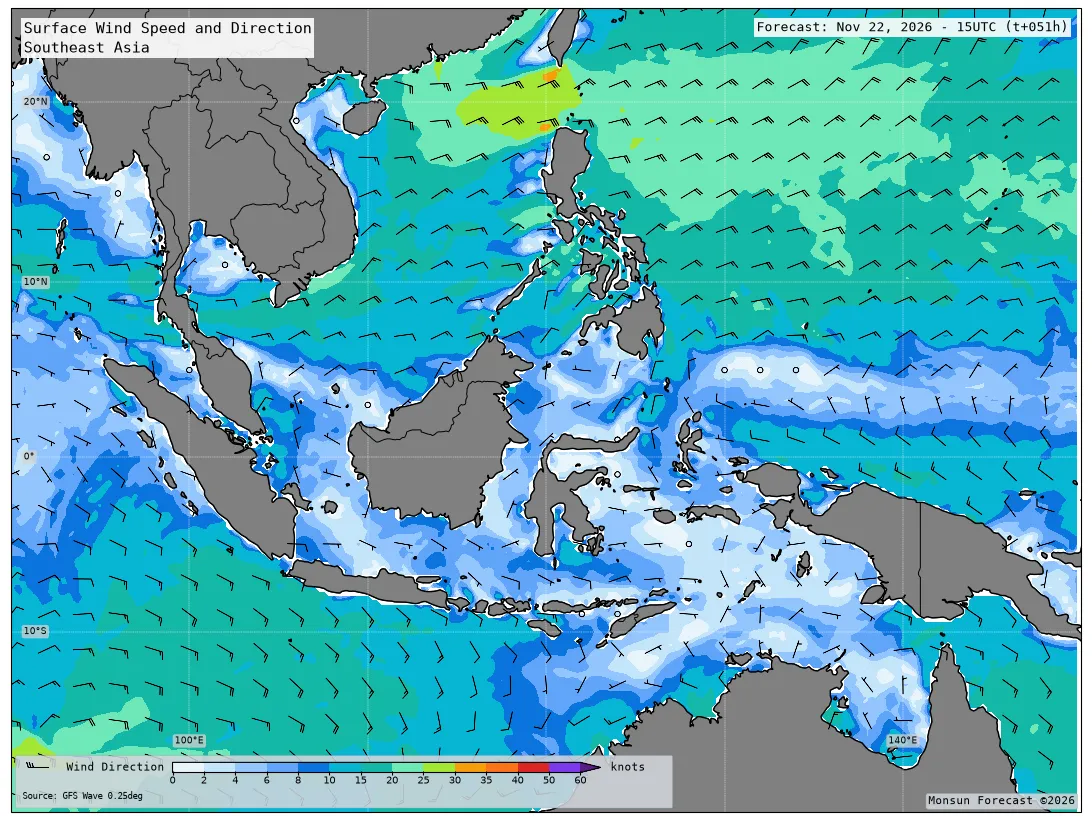 Surface Wind Speed and Direction
Southeast Asia
Forecast: Nov 22, 2026 - 15UTC (t+051h)
20°N
10°N
0°
10°S
100°E
140°E
Wind Direction
knots
0 2 4 6 8 10 15 20 25 30 35 40 50 60
Source: GFS Wave 0.25deg
Monsun Forecast ©2026